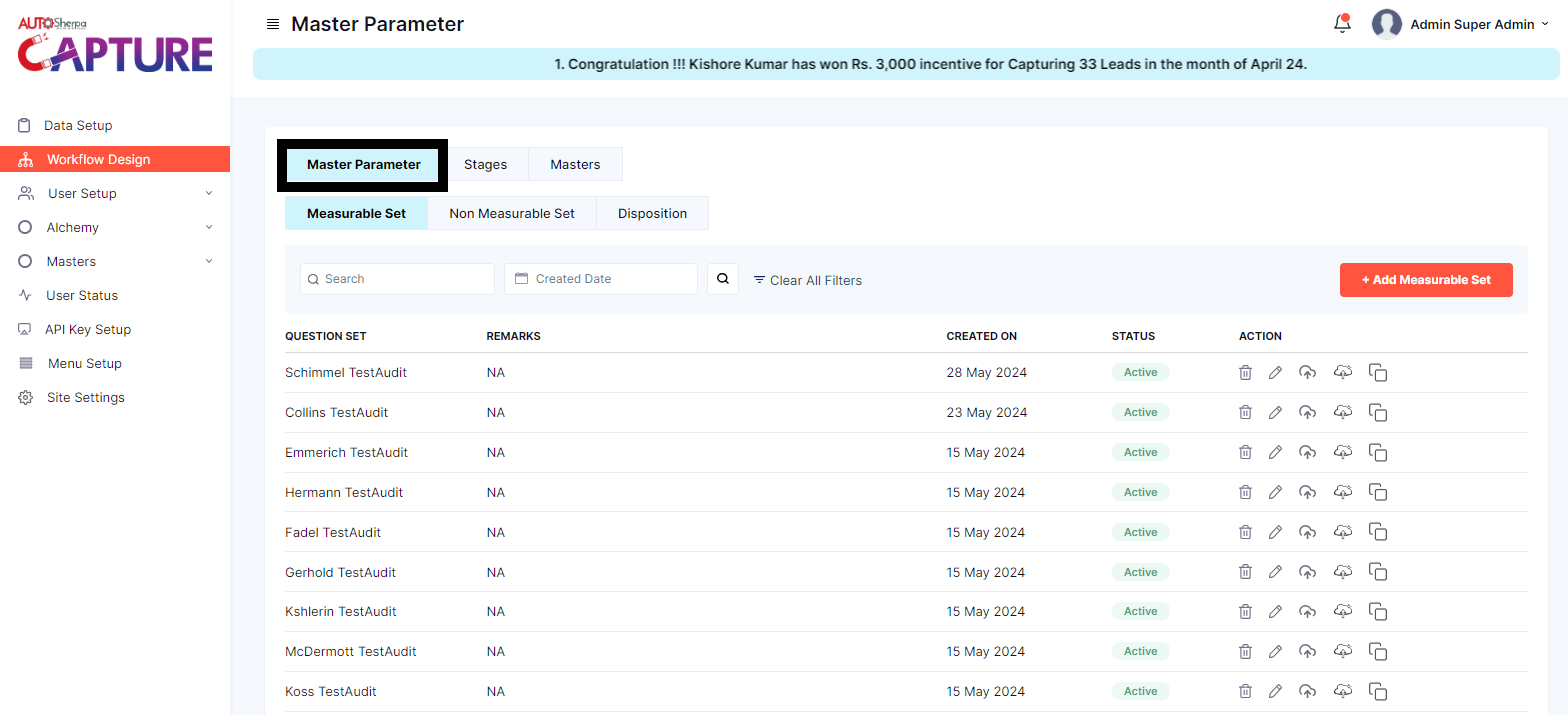 AUTOSherpa
CAPTURE
Master Parameter
Admin Super Admin
1. Congratulation !!! Kishore Kumar has won Rs. 3,000 incentive for Capturing 33 Leads in the month of April 24.
Data Setup
Workflow Design
User Setup
Alchemy
Masters
User Status
API Key Setup
Menu Setup
Site Settings
Master Parameter Stages Masters
Measurable Set Non Measurable Set Disposition
Search Created Date Clear All Filters + Add Measurable Set
QUESTION SET REMARKS CREATED ON STATUS ACTION
Schimmel TestAudit NA 28 May 2024 Active
Collins TestAudit NA 23 May 2024 Active
Emmerich TestAudit NA 15 May 2024 Active
Hermann TestAudit NA 15 May 2024 Active
Fadel TestAudit NA 15 May 2024 Active
Gerhold TestAudit NA 15 May 2024 Active
Kshlerin TestAudit NA 15 May 2024 Active
McDermott TestAudit NA 15 May 2024 Active
Koss TestAudit NA 15 May 2024 Active